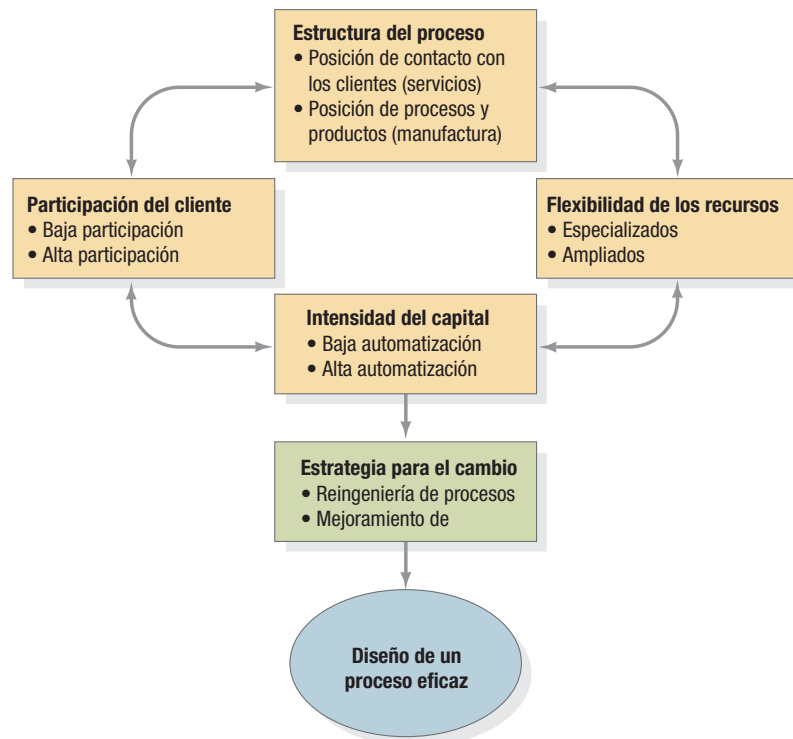 Estructura del proceso
• Posición de contacto con
los clientes (servicios)
• Posición de procesos y
productos (manufactura)
Participación del cliente
• Baja participación
• Alta participación
Flexibilidad de los recursos
• Especializados
• Ampliados
Intensidad del capital
• Baja automatización
• Alta automatización
Estrategia para el cambio
• Reingeniería de procesos
• Mejoramiento de
Diseño de un
proceso eficaz